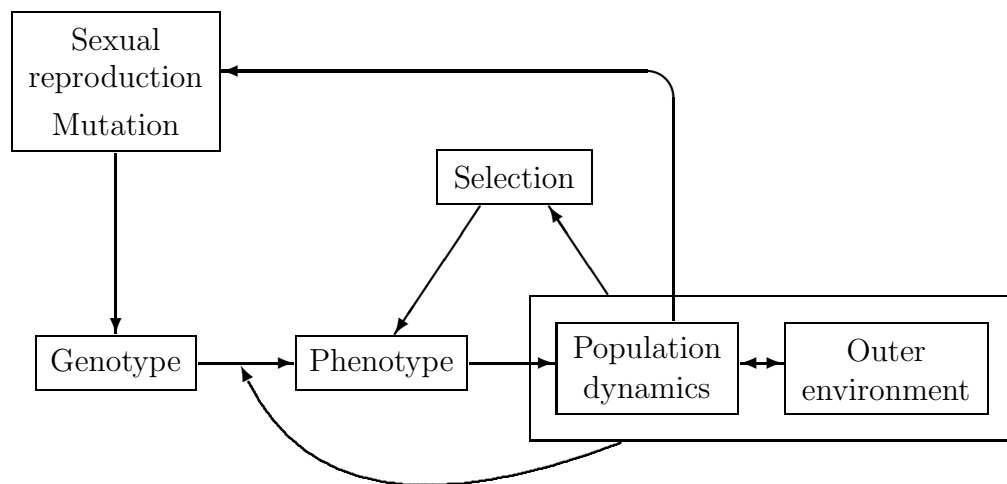 Sexual
reproduction
Mutation
Selection
Genotype
Phenotype
Population
dynamics
Outer
environment